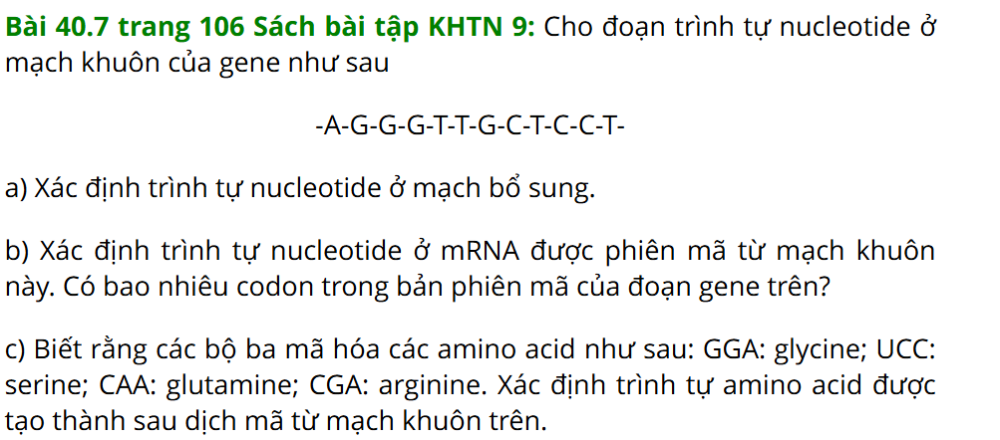 Bài 40.7 trang 106 Sách bài tập KHTN 9: Cho đoạn trình tự nucleotide ở
mạch khuôn của gene như sau
-A-G-G-G-T-T-G-C-T-C-C-T-
a) Xác định trình tự nucleotide ở mạch bổ sung.
b) Xác định trình tự nucleotide ở mRNA được phiên mã từ mạch khuôn
này. Có bao nhiêu codon trong bản phiên mã của đoạn gene trên?
c) Biết rằng các bộ ba mã hóa các amino acid như sau: GGA: glycine; UCC:
serine; CAA: glutamine; CGA: arginine. Xác định trình tự amino acid được
tạo thành sau dịch mã từ mạch khuôn trên.